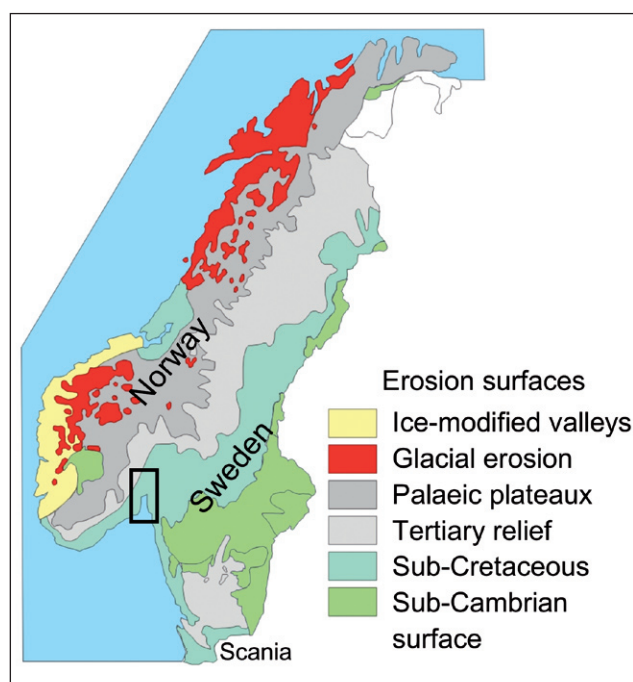 Norway
Sweden
Scania
Erosion surfaces
Ice-modified valleys
Glacial erosion
Palaeic plateaux
Tertiary relief
Sub-Cretaceous
Sub-Cambrian
surface